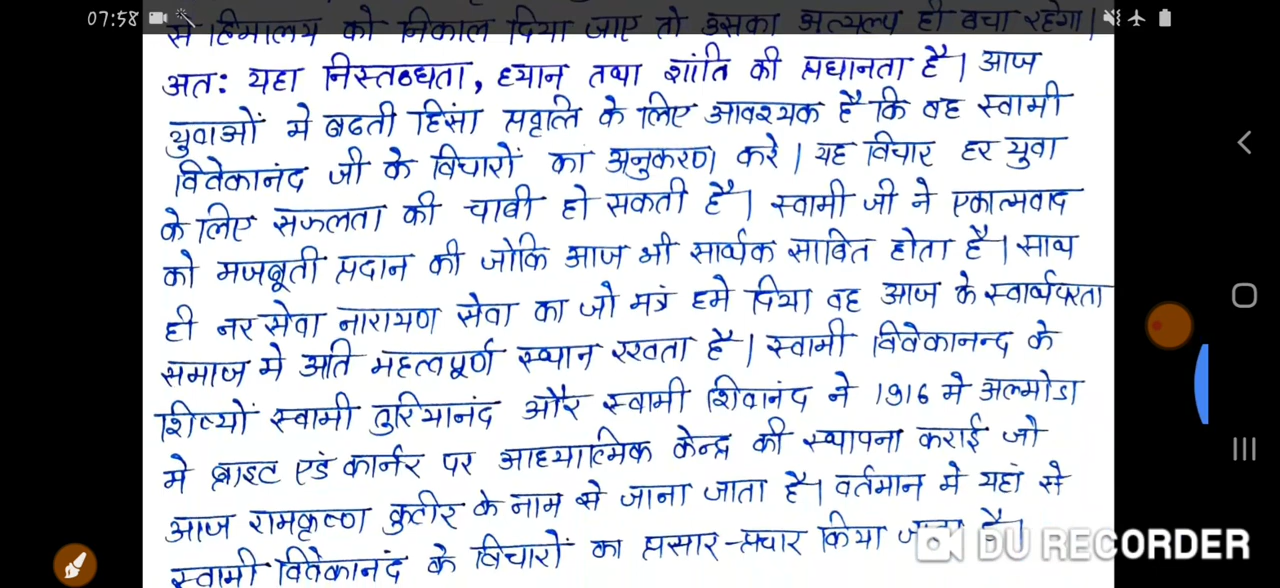 07:58
से हिमालय को निकाल दिया जाए तो उसका अत्यल्प ही बचा रहेगा।
अतः यहा निस्तब्धता, ध्यान तथा शांति की प्रधानता है। आज
युवाओं मे बढती हिंसा प्रवृति के लिए आवश्यक है कि वह स्वामी
विवेकानंद जी के विचारों का अनुकरण करे। यह विचार हर युवा
के लिए सफलता की चाबी हो सकती है। स्वामी जी ने एकात्मवाद
को मजबूती प्रदान की जोकि आज भी सार्थक साबित होता है। साथ
ही नर सेवा नारायण सेवा का जो मत्रं हमे दिया वह आज के स्वार्थपरता
समाज मे अति महत्वपूर्ण स्थान रखता है। स्वामी विवेकानन्द के
शिष्यों स्वामी तुरियानंद और स्वामी शिवानंद ने 1916 मे अल्मोडा
मे ब्राइट एडं कार्नर पर आध्यात्मिक केन्द्र की स्थापना कराई जो
आज रामकृष्ण कुटीर के नाम से जाना जाता है। वर्तमान मे यहां से
स्वामी विवेकानंद के विचारों का प्रसार-प्रचार किया जाता है।
DU RECORDER